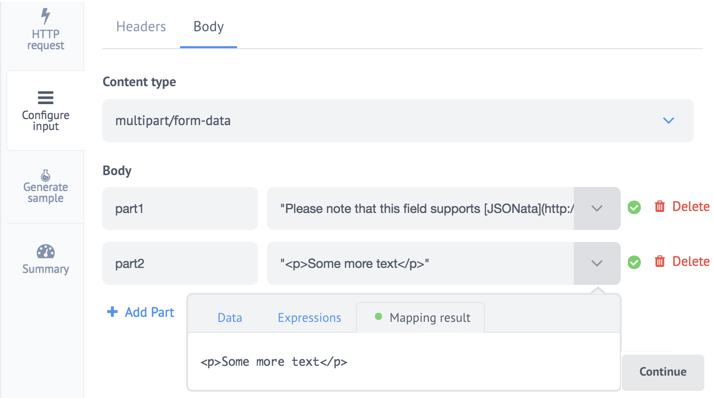 HTTP
request
Configure
input
Generate
sample
Summary
Headers
Body
Content type
multipart/form-data
Body
part1
"Please note that this field supports [JSONata](http:/
Delete
part2
"<p>Some more text</p>"
Delete
Add Part
Data
Expressions
Mapping result
<p>Some more text</p>
Continue